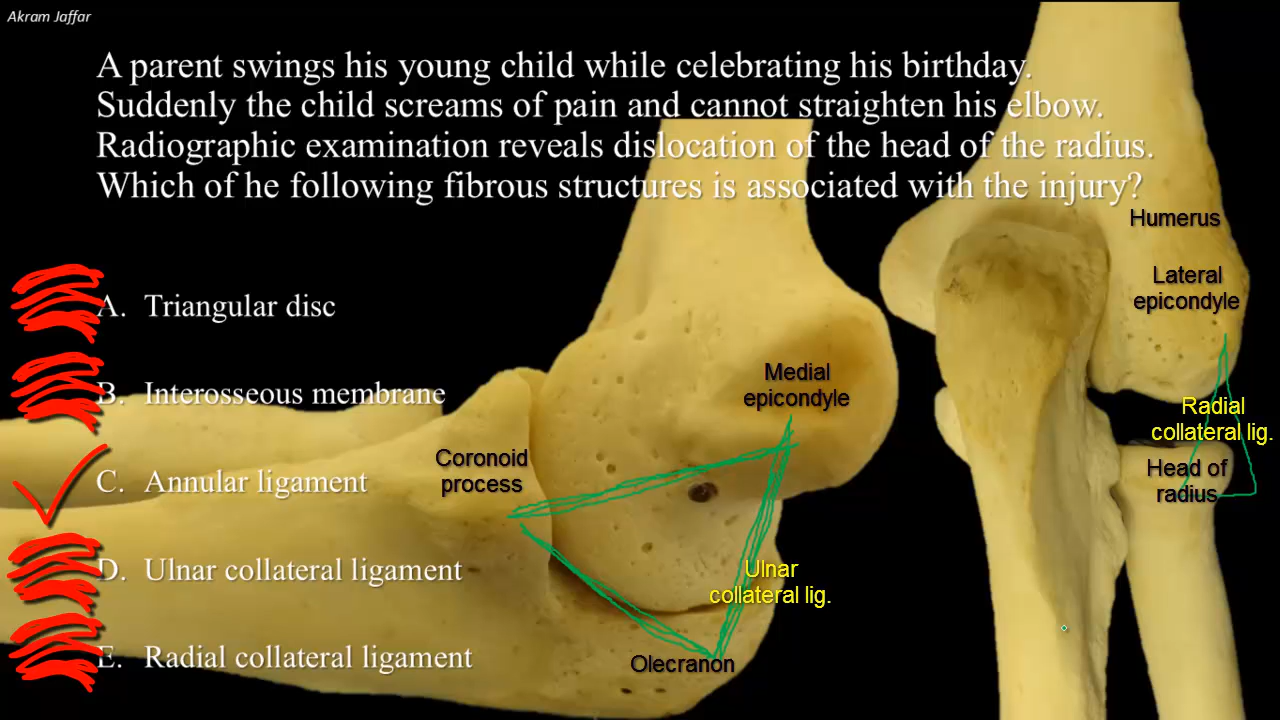 Akram Jaffar
A parent swings his young child while celebrating his birthday.
Suddenly the child screams of pain and cannot straighten his elbow.
Radiographic examination reveals dislocation of the head of the radius.
Which of he following fibrous structures is associated with the injury?
A. Triangular disc
B. Interosseous membrane
C. Annular ligament
D. Ulnar collateral ligament
E. Radial collateral ligament
Coronoid
process
Medial
epicondyle
Ulnar
collateral lig.
Olecranon
Humerus
Lateral
epicondyle
Radial
collateral lig.
Head of
radius